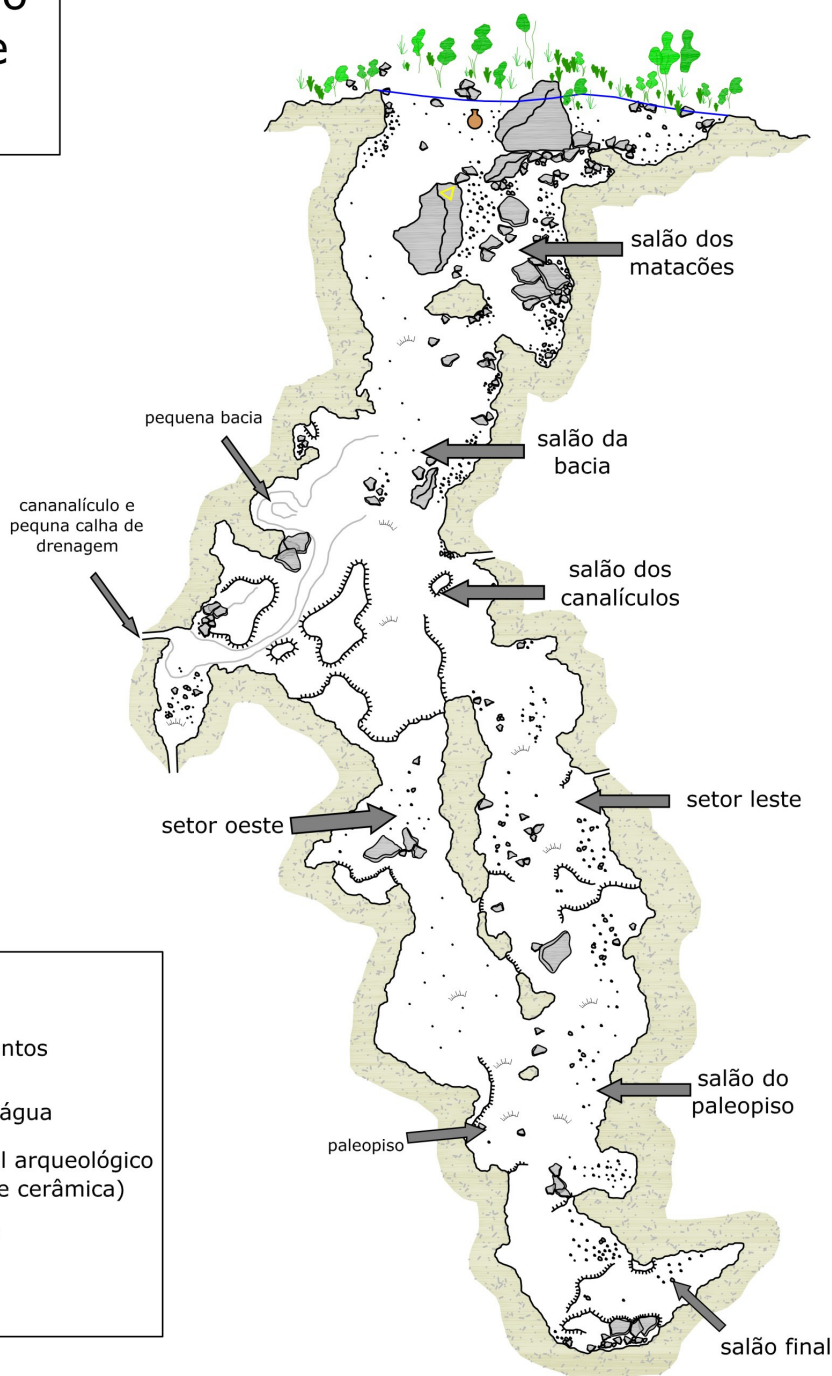 o
e
salão dos
matacões
pequena bacia
salão da
bacia
cananalículo e
pequna calha de
drenagem
salão dos
canalículos
setor oeste
setor leste
salão do
paleopiso
paleopiso
salão final
ntos
água
l arqueológico
e cerâmica)